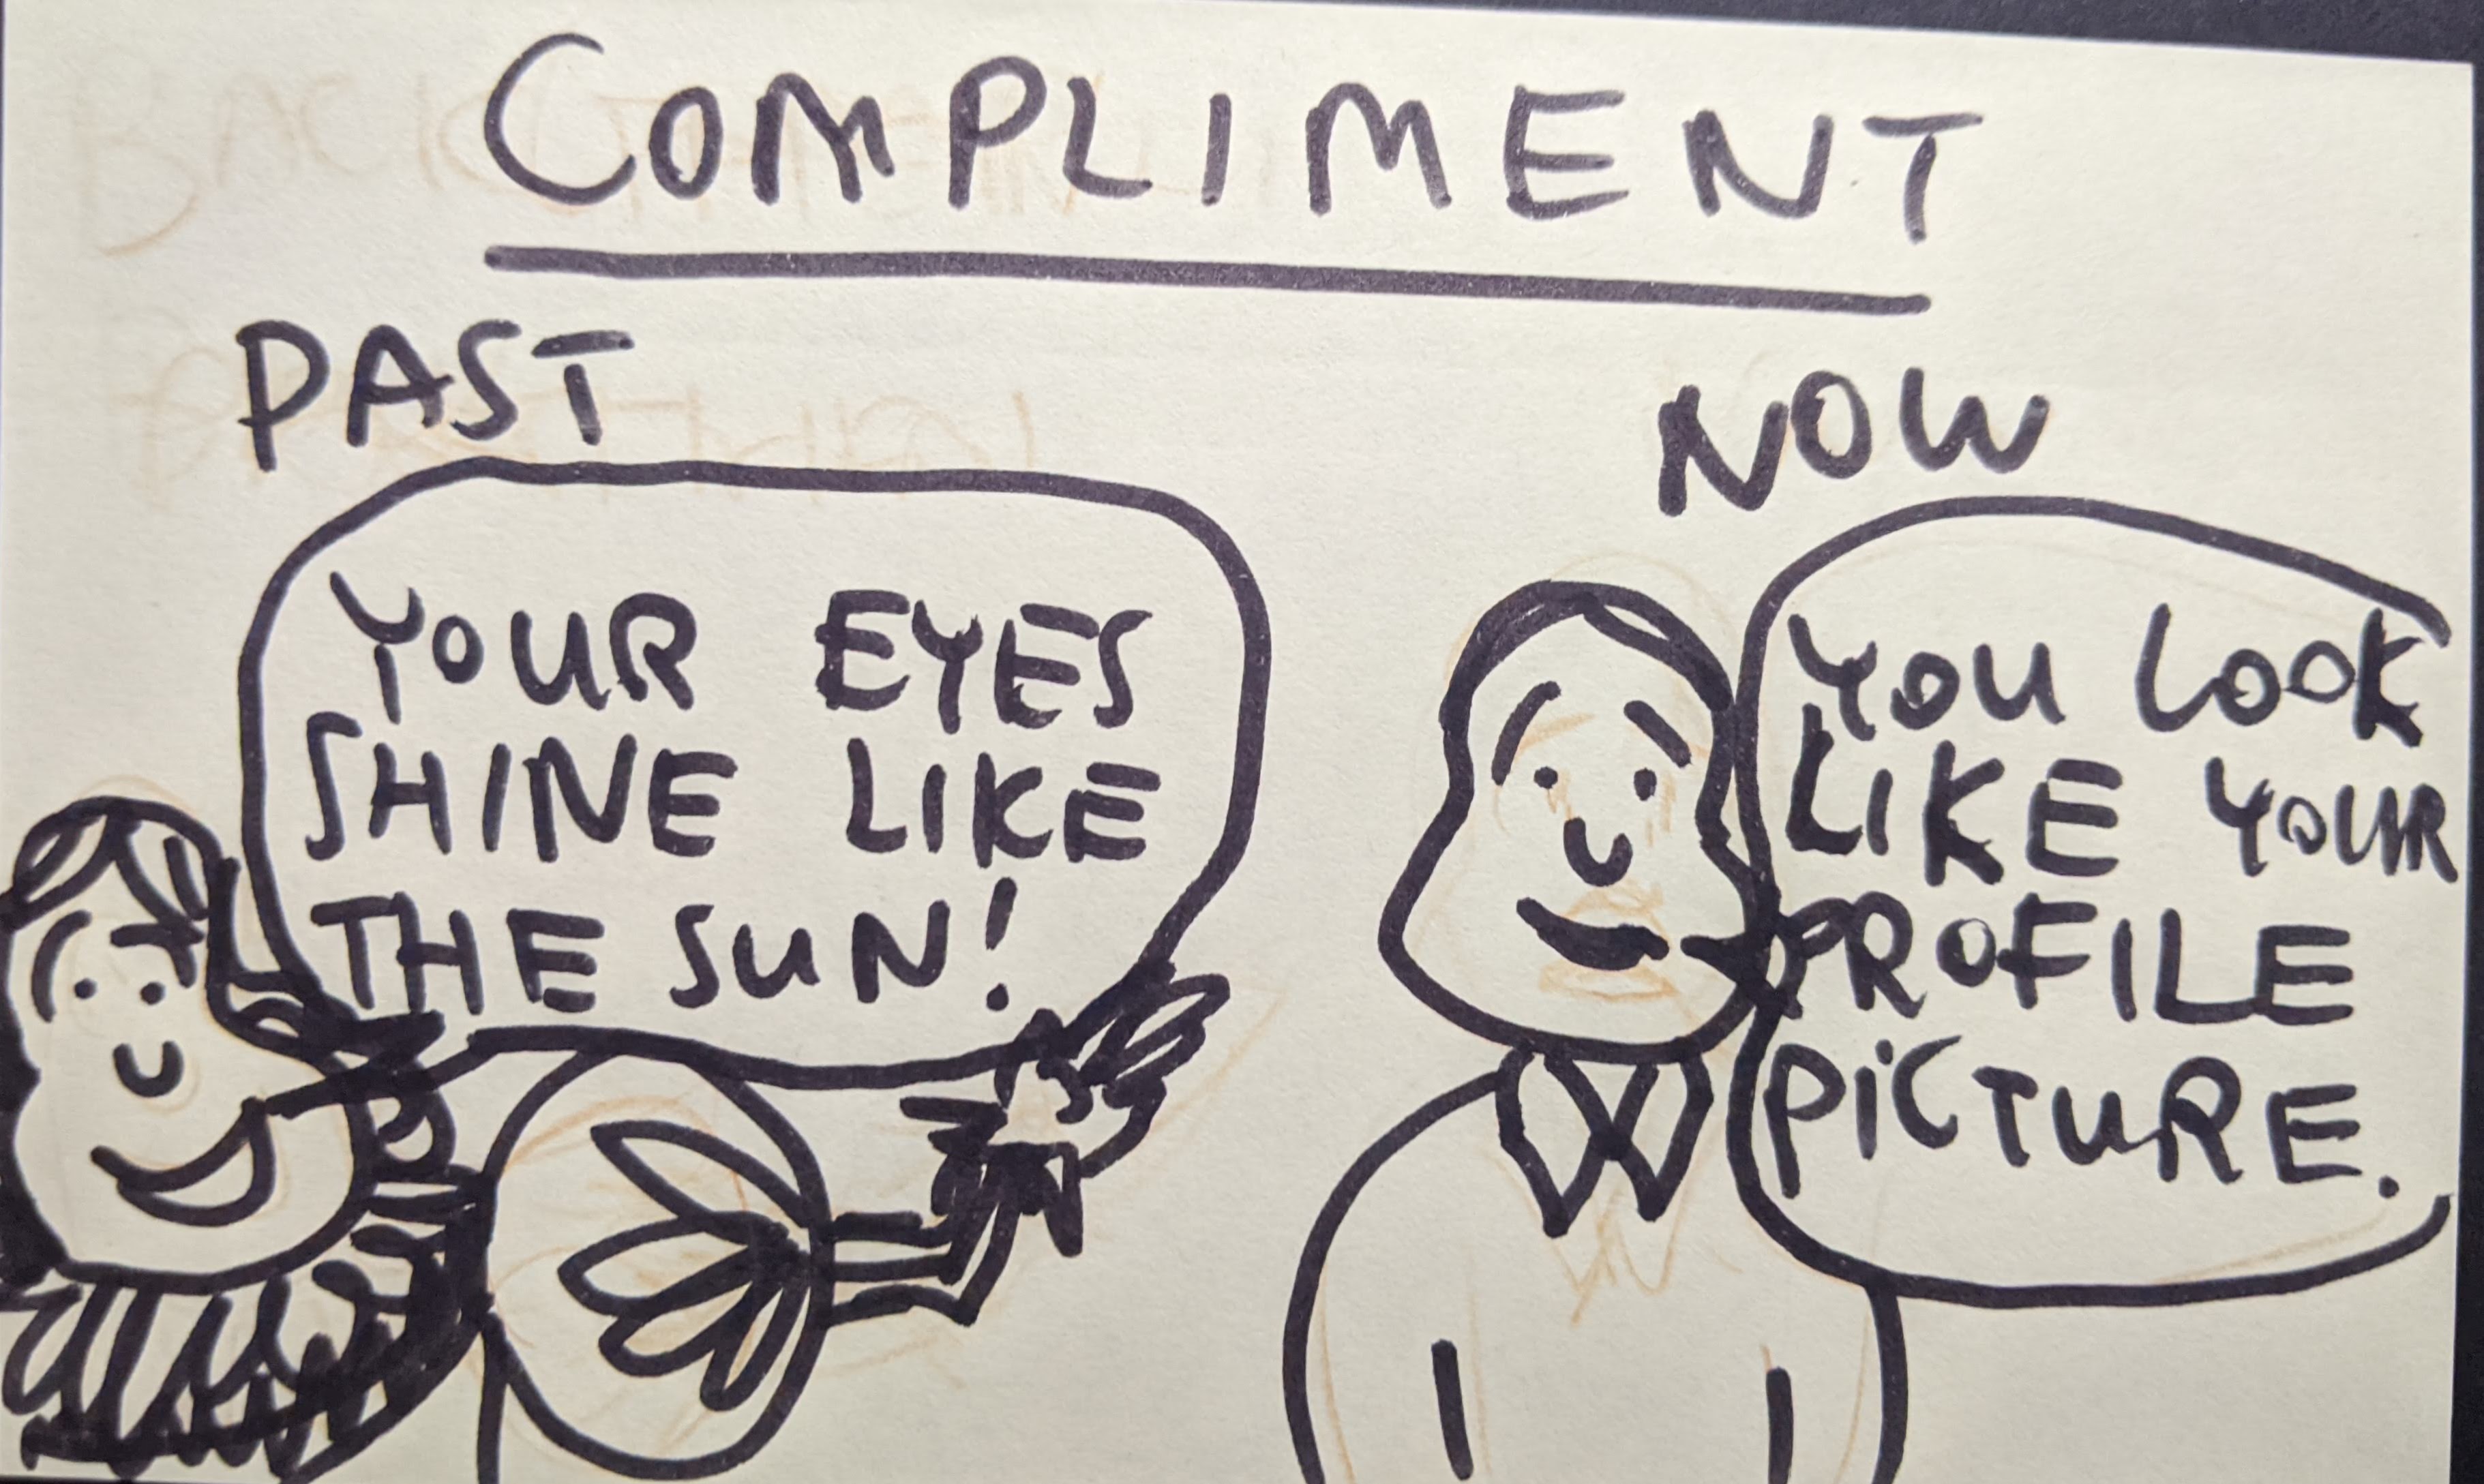 COMPLIMENT
PAST
YOUR EYES
SHINE LIKE
THE SUN!
NOW
YOU LOOK
LIKE YOUR
PROFILE
PICTURE.